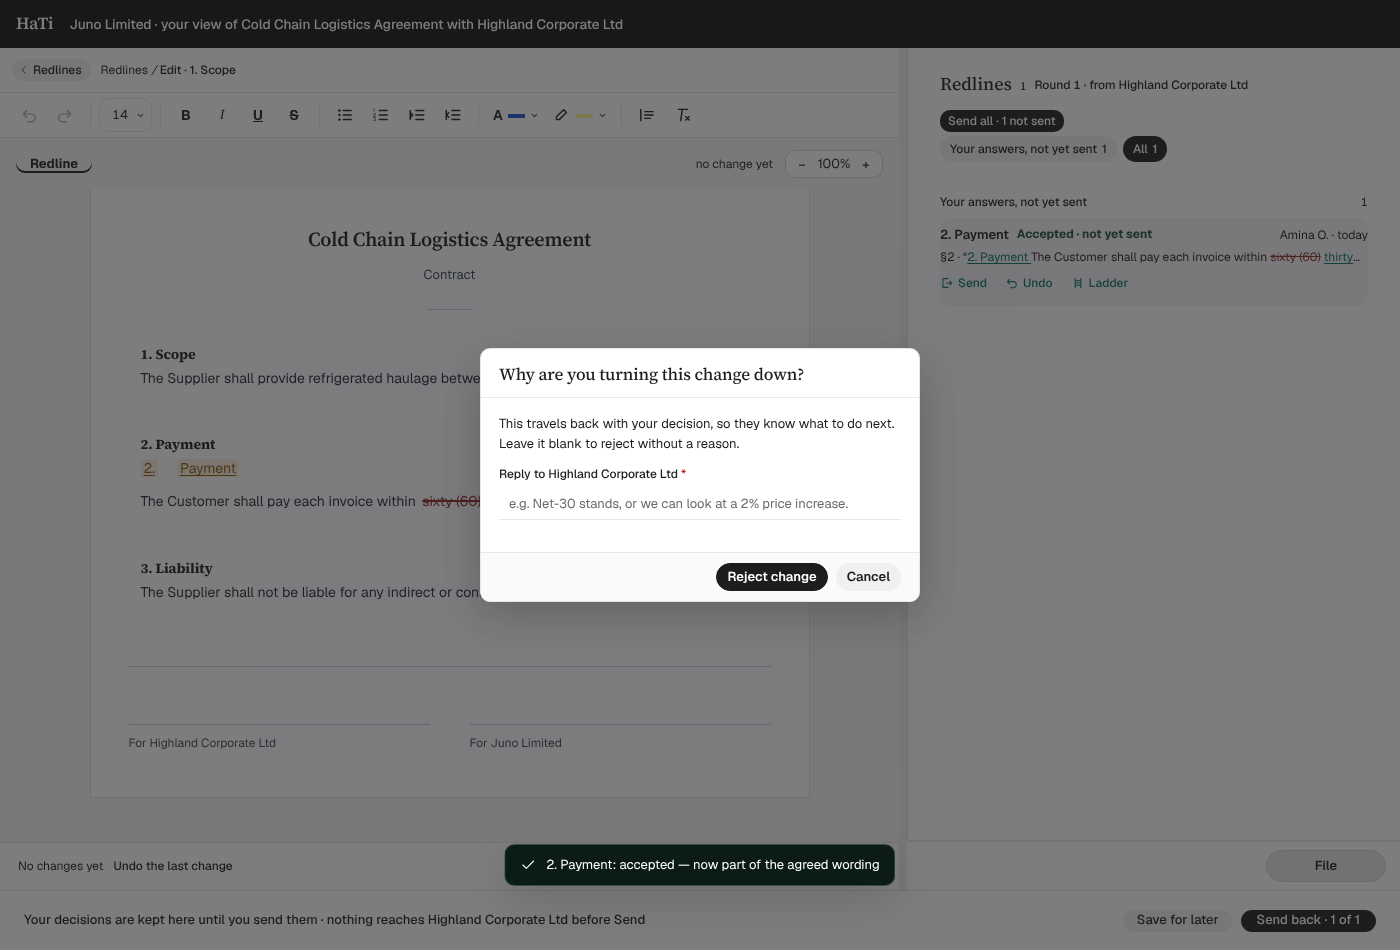 HaTi Juno Limited · your view of Cold Chain Logistics Agreement with Highland Corporate Ltd
Redlines Redlines / Edit · 1. Scope
14 B I U S A
Redline no change yet − 100% +
Cold Chain Logistics Agreement
Contract
1. Scope
The Supplier shall provide refrigerated haulage betwe
2. Payment
2. Payment
The Customer shall pay each invoice within sixty (60)
3. Liability
The Supplier shall not be liable for any indirect or con
For Highland Corporate Ltd For Juno Limited
No changes yet Undo the last change
Redlines 1 Round 1 · from Highland Corporate Ltd
Send all · 1 not sent
Your answers, not yet sent 1 All 1
Your answers, not yet sent 1
2. Payment Accepted · not yet sent Amina O. · today
§2 · “2. Payment The Customer shall pay each invoice within sixty (60) thirty…
Send Undo Ladder
File
Why are you turning this change down?
This travels back with your decision, so they know what to do next.
Leave it blank to reject without a reason.
Reply to Highland Corporate Ltd *
e.g. Net-30 stands, or we can look at a 2% price increase.
Reject change Cancel
2. Payment: accepted — now part of the agreed wording
Your decisions are kept here until you send them · nothing reaches Highland Corporate Ltd before Send
Save for later Send back · 1 of 1